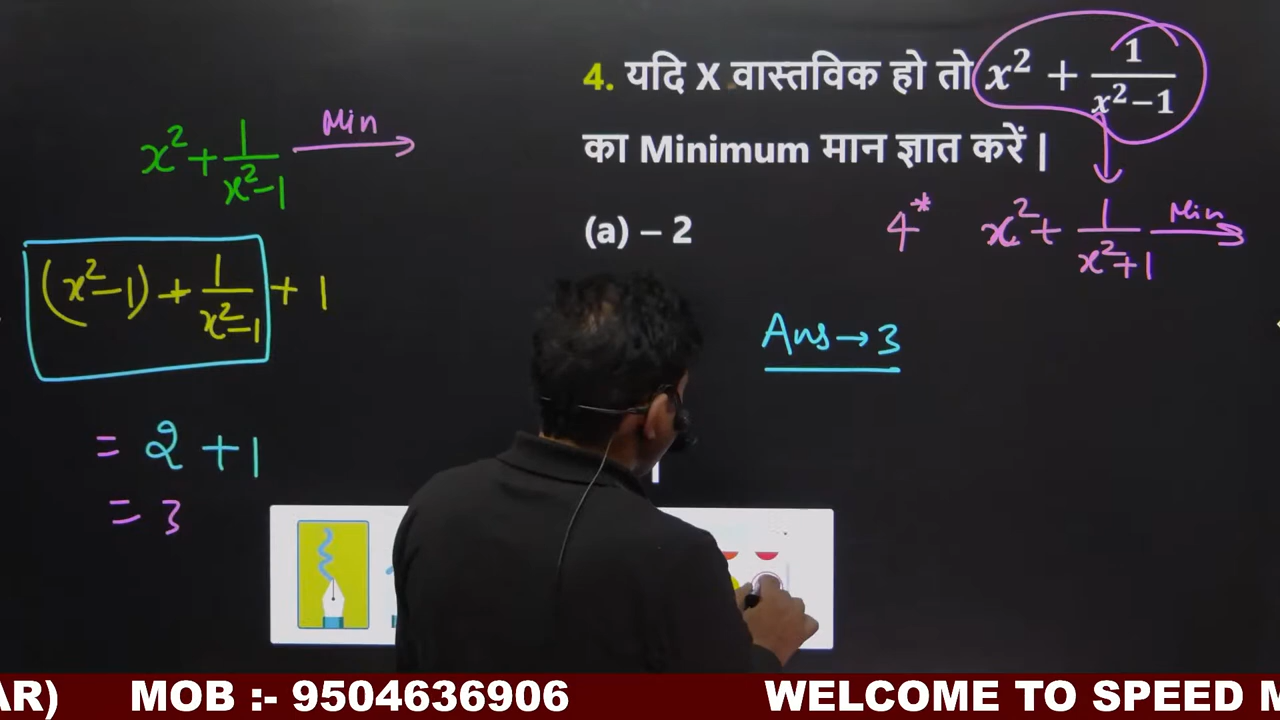 4. यदि X वास्तविक हो तो x² + 1/(x²−1)
का Minimum मान ज्ञात करें |
(a) – 2
4* x² + 1/(x²+1) Min→
Ans → 3
x² + 1/(x²-1) Min→
(x²-1) + 1/(x²-1) + 1
= 2 + 1
= 3
AR) MOB :- 9504636906 WELCOME TO SPEED M